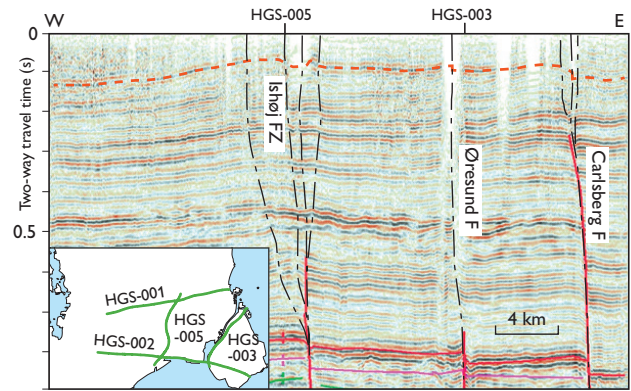 W
HGS-005
HGS-003
E
0
0.5
Two-way travel time (s)
Ishøj FZ
Øresund F
Carlsberg F
4 km
HGS-001
HGS-002
HGS
-005
HGS
-003